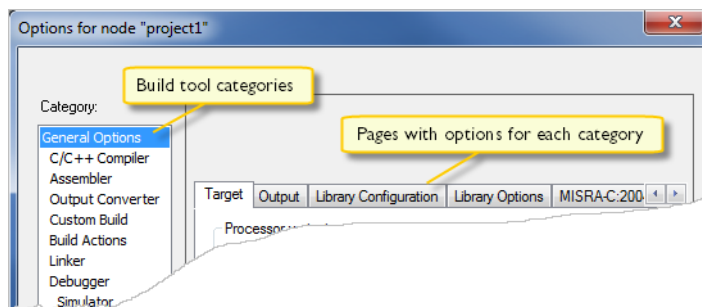 Options for node "project1"
Build tool categories
Category:
Pages with options for each category
General Options
C/C++ Compiler
Assembler
Output Converter
Custom Build
Build Actions
Linker
Debugger
Simulator
Target
Output
Library Configuration
Library Options
MISRA-C:200
Processor